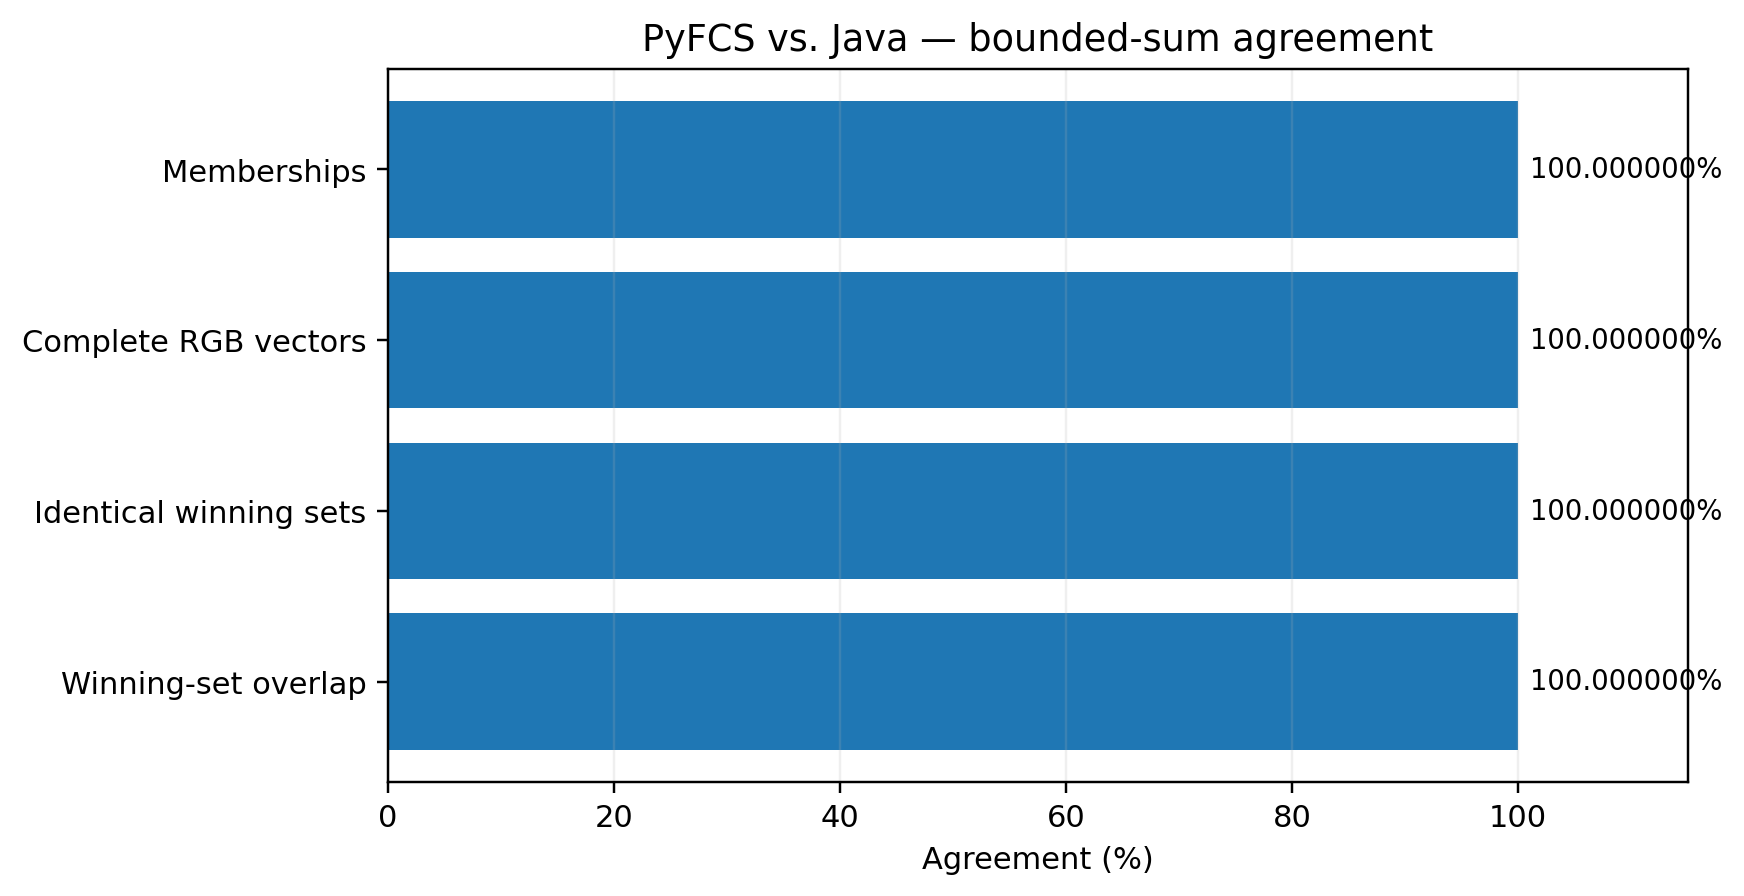 PyFCS vs. Java — bounded-sum agreement
Memberships
100.000000%
Complete RGB vectors
100.000000%
Identical winning sets
100.000000%
Winning-set overlap
100.000000%
0 20 40 60 80 100
Agreement (%)